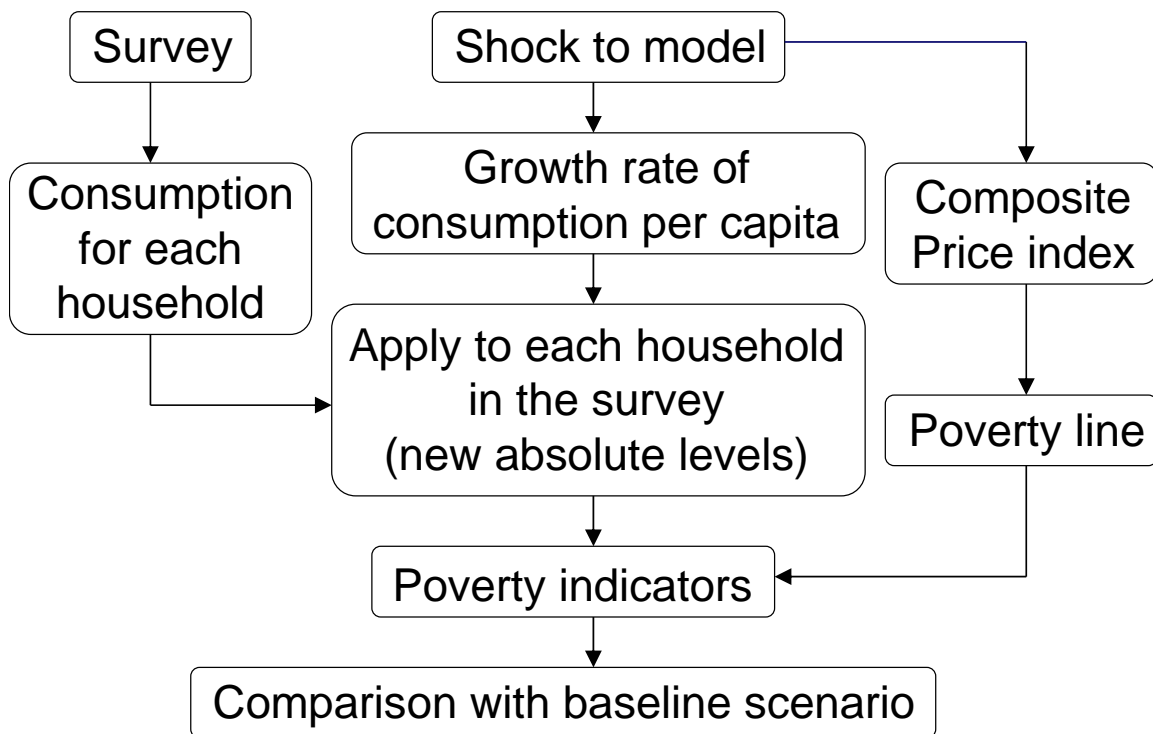 Survey
Shock to model
Consumption
for each
household
Growth rate of
consumption per capita
Composite
Price index
Apply to each household
in the survey
(new absolute levels)
Poverty line
Poverty indicators
Comparison with baseline scenario